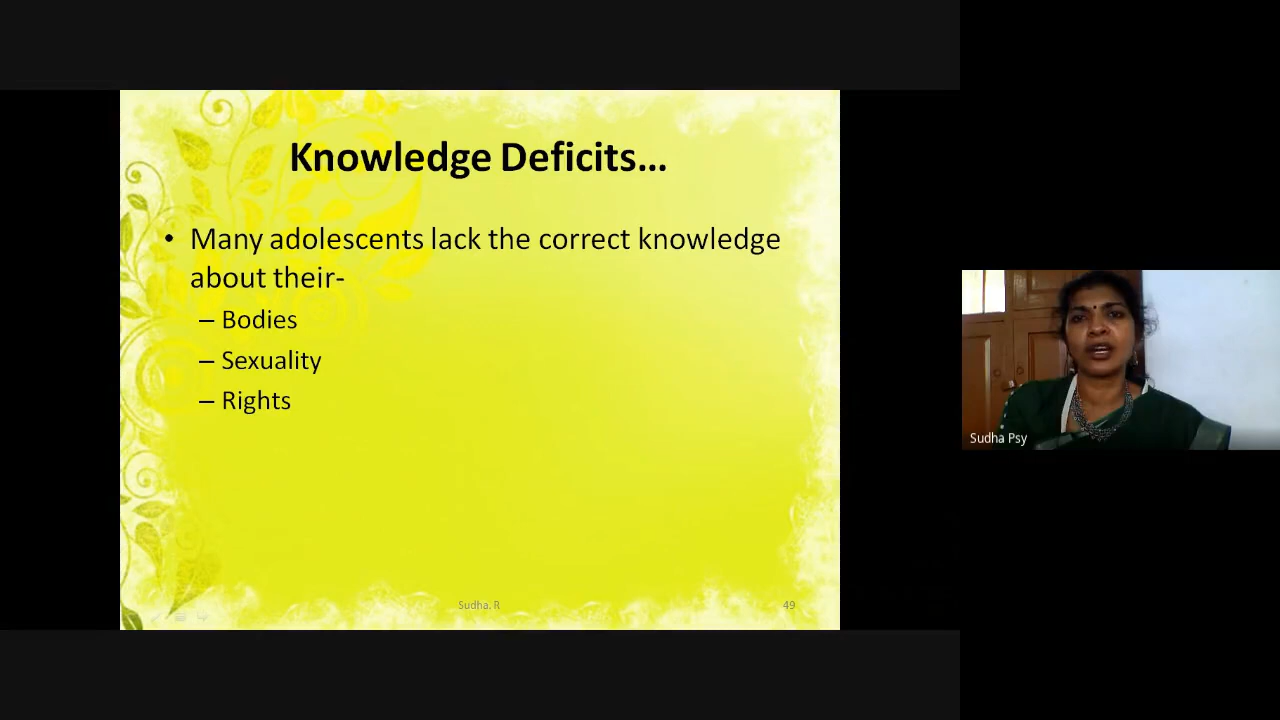 Knowledge Deficits...
• Many adolescents lack the correct knowledge
about their-
– Bodies
– Sexuality
– Rights
Sudha. R
49
Sudha Psy